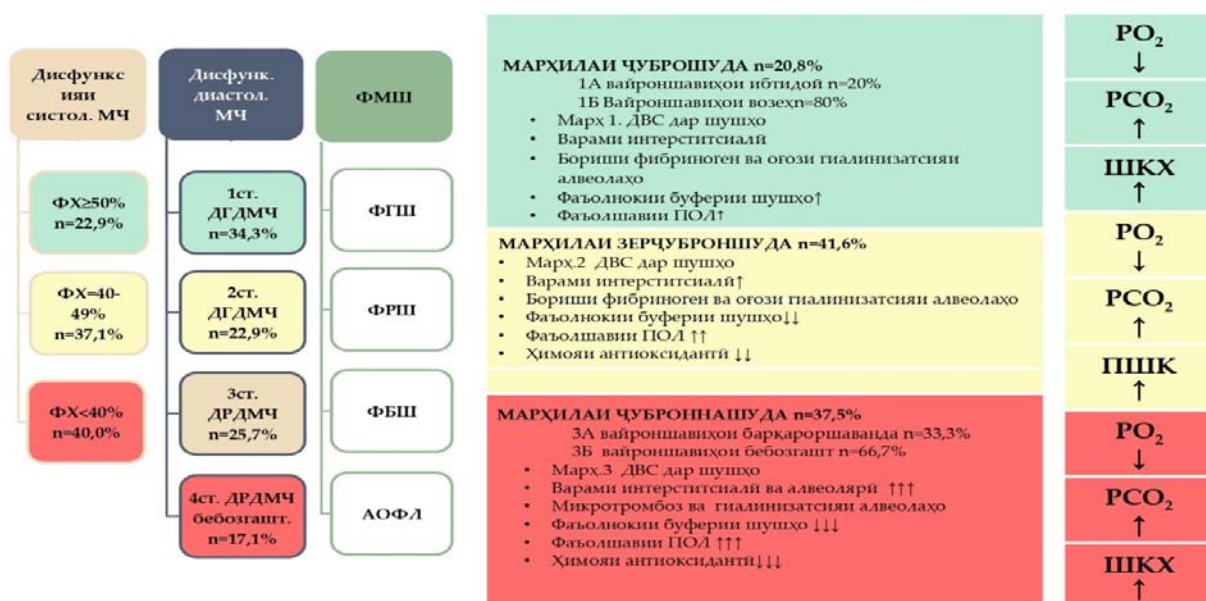 Дисфункс
ияи
систол. МЧ
ФХ≥50%
n=22,9%
ФХ=40-
49%
n=37,1%
ФХ<40%
n=40,0%
Дисфунк.
диастол.
МЧ
1ст.
ДГДМЧ
n=34,3%
2ст.
ДГДМЧ
n=22,9%
3ст.
ДРДМЧ
n=25,7%
4ст. ДРДМЧ
бебозгашт.
n=17,1%
ФМШ
ФГШ
ФРШ
ФБШ
АОФЛ
МАРҲИЛАИ ҶУБРОШУДА n=20,8%
1А вайроншавиҳои ибтидоӣ n=20%
1Б Вайроншавиҳои возеҳn=80%
• Марҳ 1. ДВС дар шушҳо
• Варами интерститсиалӣ
• Бориши фибриноген ва оғози гиалинизатсияи
алвеолаҳо
• Фаъолнокии буферии шушҳо↑
• Фаъолшавии ПОЛ↑
МАРҲИЛАИ ЗЕРҶУБРОНШУДА n=41,6%
• Марҳ.2 ДВС дар шушҳо
• Варами интерститсиалӣ↑
• Бориши фибриноген ва оғози гиалинизатсияи алвеолаҳо
• Фаъолнокии буферии шушҳо↓↓
• Фаъолшавии ПОЛ ↑↑
• Ҳимояи антиоксидантӣ ↓↓
МАРҲИЛАИ ҶУБРОННАШУДА n=37,5%
3А вайроншавиҳои барқароршаванда n=33,3%
3Б вайроншавиҳои бебозгашт n=66,7%
• Марҳ.3 ДВС дар шушҳо
• Варами интерститсиалӣ ва алвеолярӣ ↑↑↑
• Микротромбоз ва гиалинизатсияи алвеолаҳо
• Фаъолнокии буферии шушҳо ↓↓↓
• Фаъолшавии ПОЛ ↑↑↑
• Ҳимояи антиоксидантӣ↓↓↓
PO₂
↓
PCO₂
↑
ШКХ
↑
PO₂
↓
PCO₂
↑
ПШК
↑
PO₂
↓
PCO₂
↑
ШКХ
↑